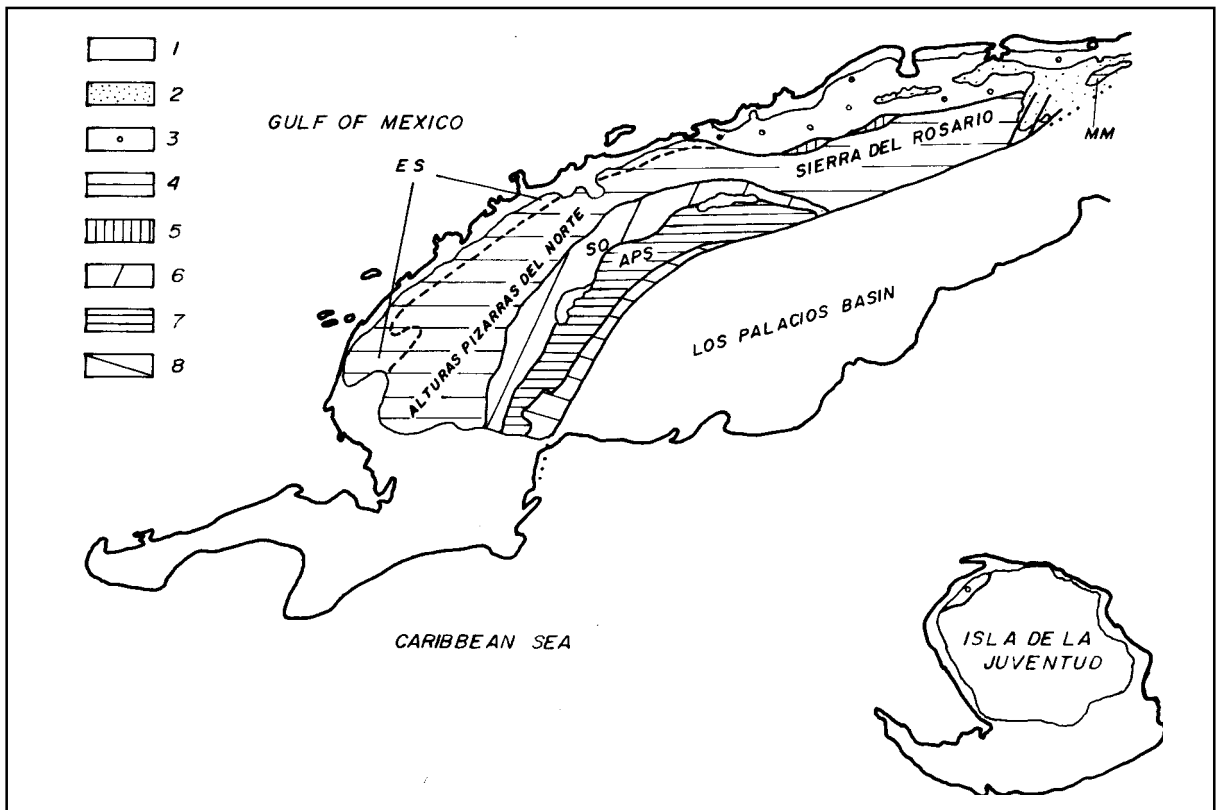 1
2
3
4
5
6
7
8
GULF OF MEXICO
ES
SIERRA DEL ROSARIO
MM
ALTURAS PIZARRAS DEL NORTE
SO
APS
LOS PALACIOS BASIN
CARIBBEAN SEA
ISLA DE LA
JUVENTUD